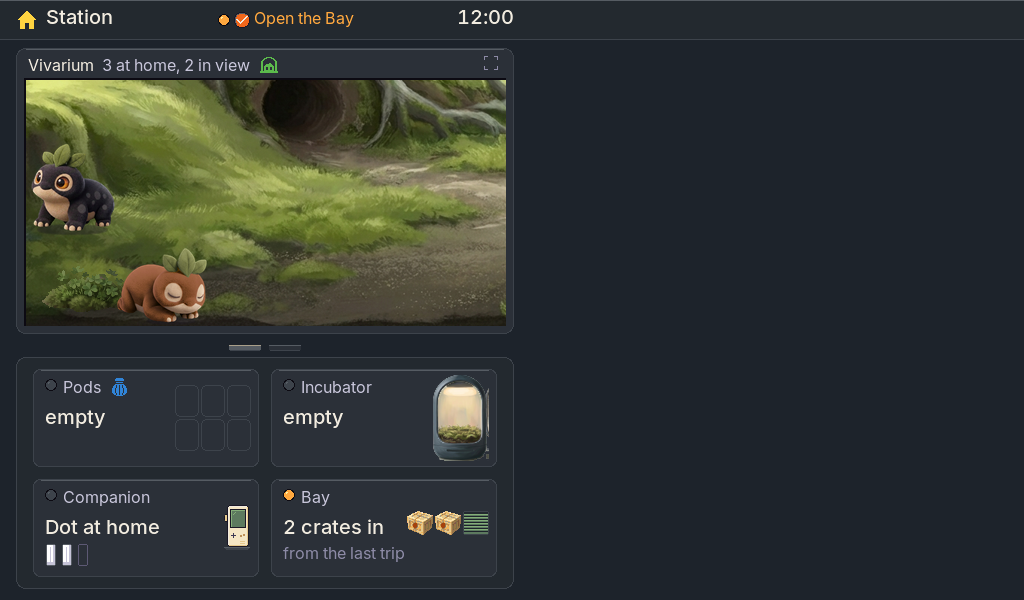 Station
Open the Bay
12:00
Vivarium 3 at home, 2 in view
Pods
empty
Incubator
empty
Companion
Dot at home
Bay
2 crates in
from the last trip